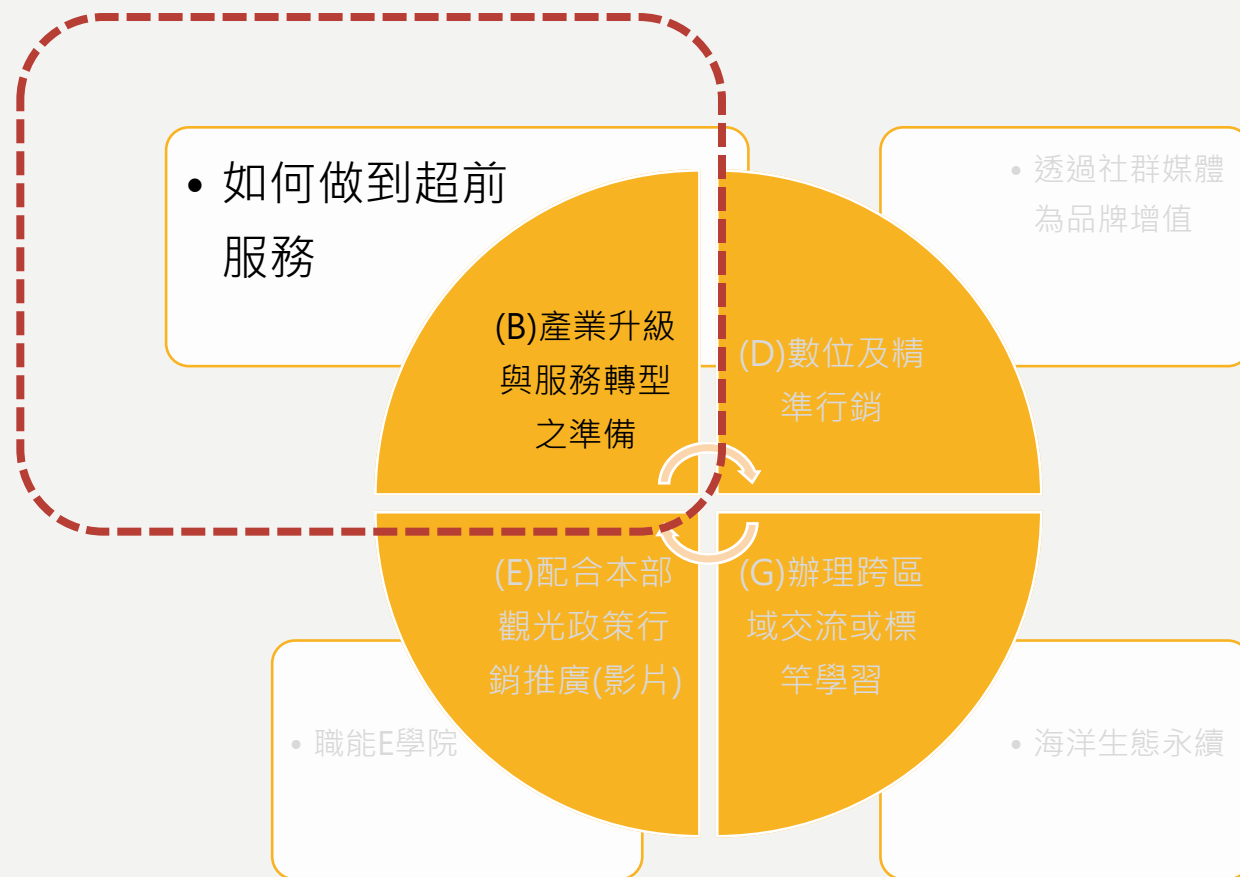 • 如何做到超前
服務
(B)產業升級
與服務轉型
之準備
• 透過社群媒體
為品牌增值
(D)數位及精
準行銷
(E)配合本部
觀光政策行
銷推廣(影片)
• 職能E學院
(G)辦理跨區
域交流或標
竿學習
• 海洋生態永續